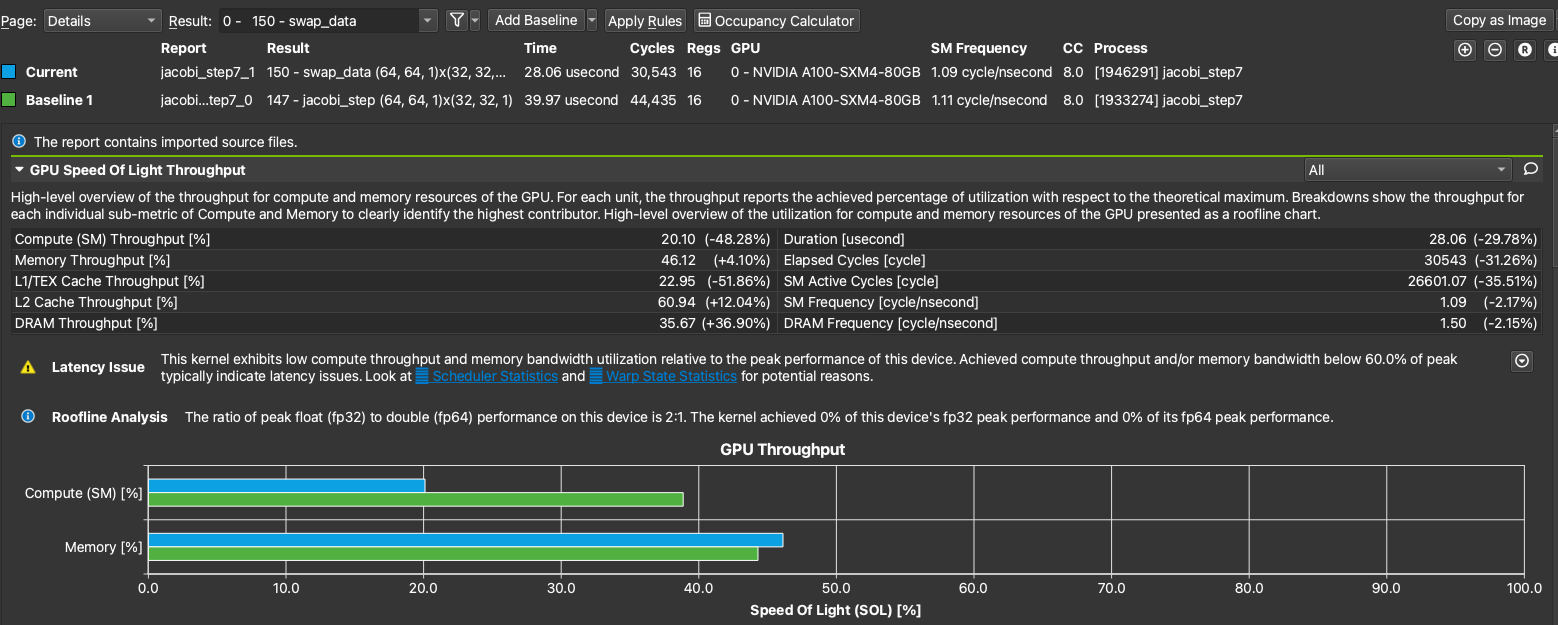 Page: Details Result: 0 - 150 - swap_data Add Baseline Apply Rules Occupancy Calculator Copy as Image
Report Result Time Cycles Regs GPU SM Frequency CC Process
Current jacobi_step7_1 150 - swap_data (64, 64, 1)x(32, 32,... 28.06 usecond 30,543 16 0 - NVIDIA A100-SXM4-80GB 1.09 cycle/nsecond 8.0 [1946291] jacobi_step7
Baseline 1 jacobi...tep7_0 147 - jacobi_step (64, 64, 1)x(32, 32, 1) 39.97 usecond 44,435 16 0 - NVIDIA A100-SXM4-80GB 1.11 cycle/nsecond 8.0 [1933274] jacobi_step7
The report contains imported source files.
GPU Speed Of Light Throughput All
High-level overview of the throughput for compute and memory resources of the GPU. For each unit, the throughput reports the achieved percentage of utilization with respect to the theoretical maximum. Breakdowns show the throughput for
each individual sub-metric of Compute and Memory to clearly identify the highest contributor. High-level overview of the utilization for compute and memory resources of the GPU presented as a roofline chart.
Compute (SM) Throughput [%] 20.10 (-48.28%) Duration [usecond] 28.06 (-29.78%)
Memory Throughput [%] 46.12 (+4.10%) Elapsed Cycles [cycle] 30543 (-31.26%)
L1/TEX Cache Throughput [%] 22.95 (-51.86%) SM Active Cycles [cycle] 26601.07 (-35.51%)
L2 Cache Throughput [%] 60.94 (+12.04%) SM Frequency [cycle/nsecond] 1.09 (-2.17%)
DRAM Throughput [%] 35.67 (+36.90%) DRAM Frequency [cycle/nsecond] 1.50 (-2.15%)
Latency Issue This kernel exhibits low compute throughput and memory bandwidth utilization relative to the peak performance of this device. Achieved compute throughput and/or memory bandwidth below 60.0% of peak
typically indicate latency issues. Look at Scheduler Statistics and Warp State Statistics for potential reasons.
Roofline Analysis The ratio of peak float (fp32) to double (fp64) performance on this device is 2:1. The kernel achieved 0% of this device's fp32 peak performance and 0% of its fp64 peak performance.
GPU Throughput
Compute (SM) [%]
Memory [%]
0.0 10.0 20.0 30.0 40.0 50.0 60.0 70.0 80.0 90.0 100.0
Speed Of Light (SOL) [%]